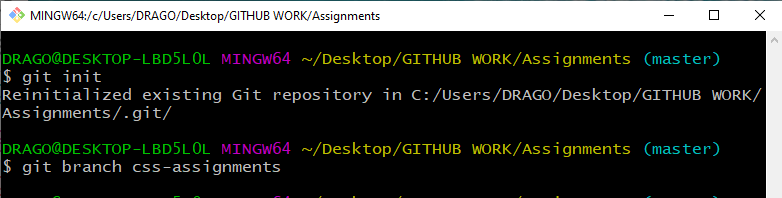 MINGW64:/c/Users/DRAGO/Desktop/GITHUB WORK/Assignments
DRAGO@DESKTOP-LBD5L0L MINGW64 ~/Desktop/GITHUB WORK/Assignments (master)
$ git init
Reinitialized existing Git repository in C:/Users/DRAGO/Desktop/GITHUB WORK/
Assignments/.git/
DRAGO@DESKTOP-LBD5L0L MINGW64 ~/Desktop/GITHUB WORK/Assignments (master)
$ git branch css-assignments